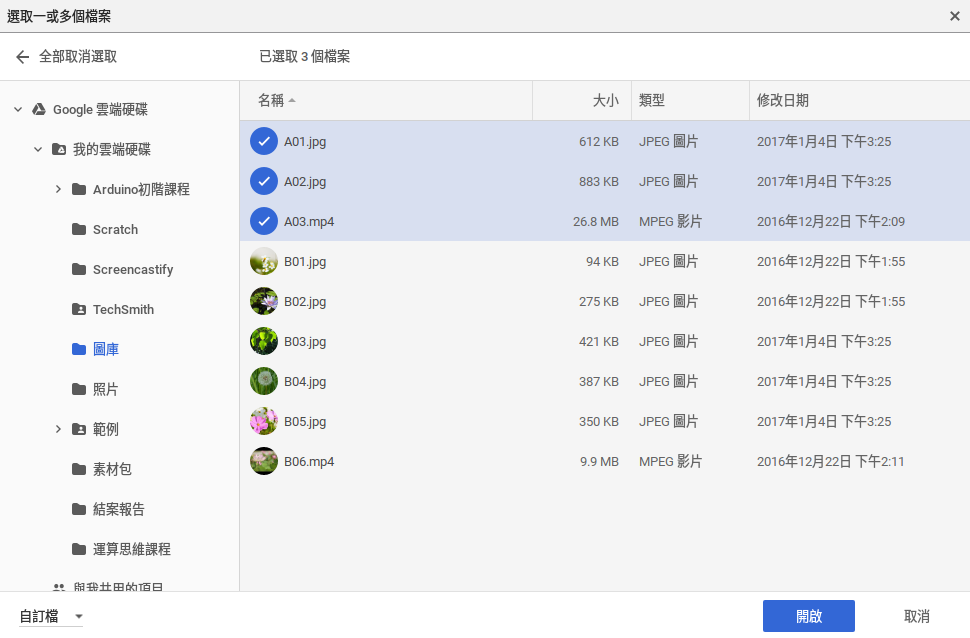 選取一或多個檔案
全部取消選取
已選取 3 個檔案
Google 雲端硬碟
我的雲端硬碟
Arduino初階課程
Scratch
Screencastify
TechSmith
圖庫
照片
範例
素材包
結案報告
運算思維課程
與我共用的項目
名稱 大小 類型 修改日期
A01.jpg 612 KB JPEG 圖片 2017年1月4日 下午3:25
A02.jpg 883 KB JPEG 圖片 2017年1月4日 下午3:25
A03.mp4 26.8 MB MPEG 影片 2016年12月22日 下午2:09
B01.jpg 94 KB JPEG 圖片 2016年12月22日 下午1:55
B02.jpg 275 KB JPEG 圖片 2016年12月22日 下午1:55
B03.jpg 421 KB JPEG 圖片 2017年1月4日 下午3:25
B04.jpg 387 KB JPEG 圖片 2017年1月4日 下午3:25
B05.jpg 350 KB JPEG 圖片 2017年1月4日 下午3:25
B06.mp4 9.9 MB MPEG 影片 2016年12月22日 下午2:11
自訂檔
開啟
取消